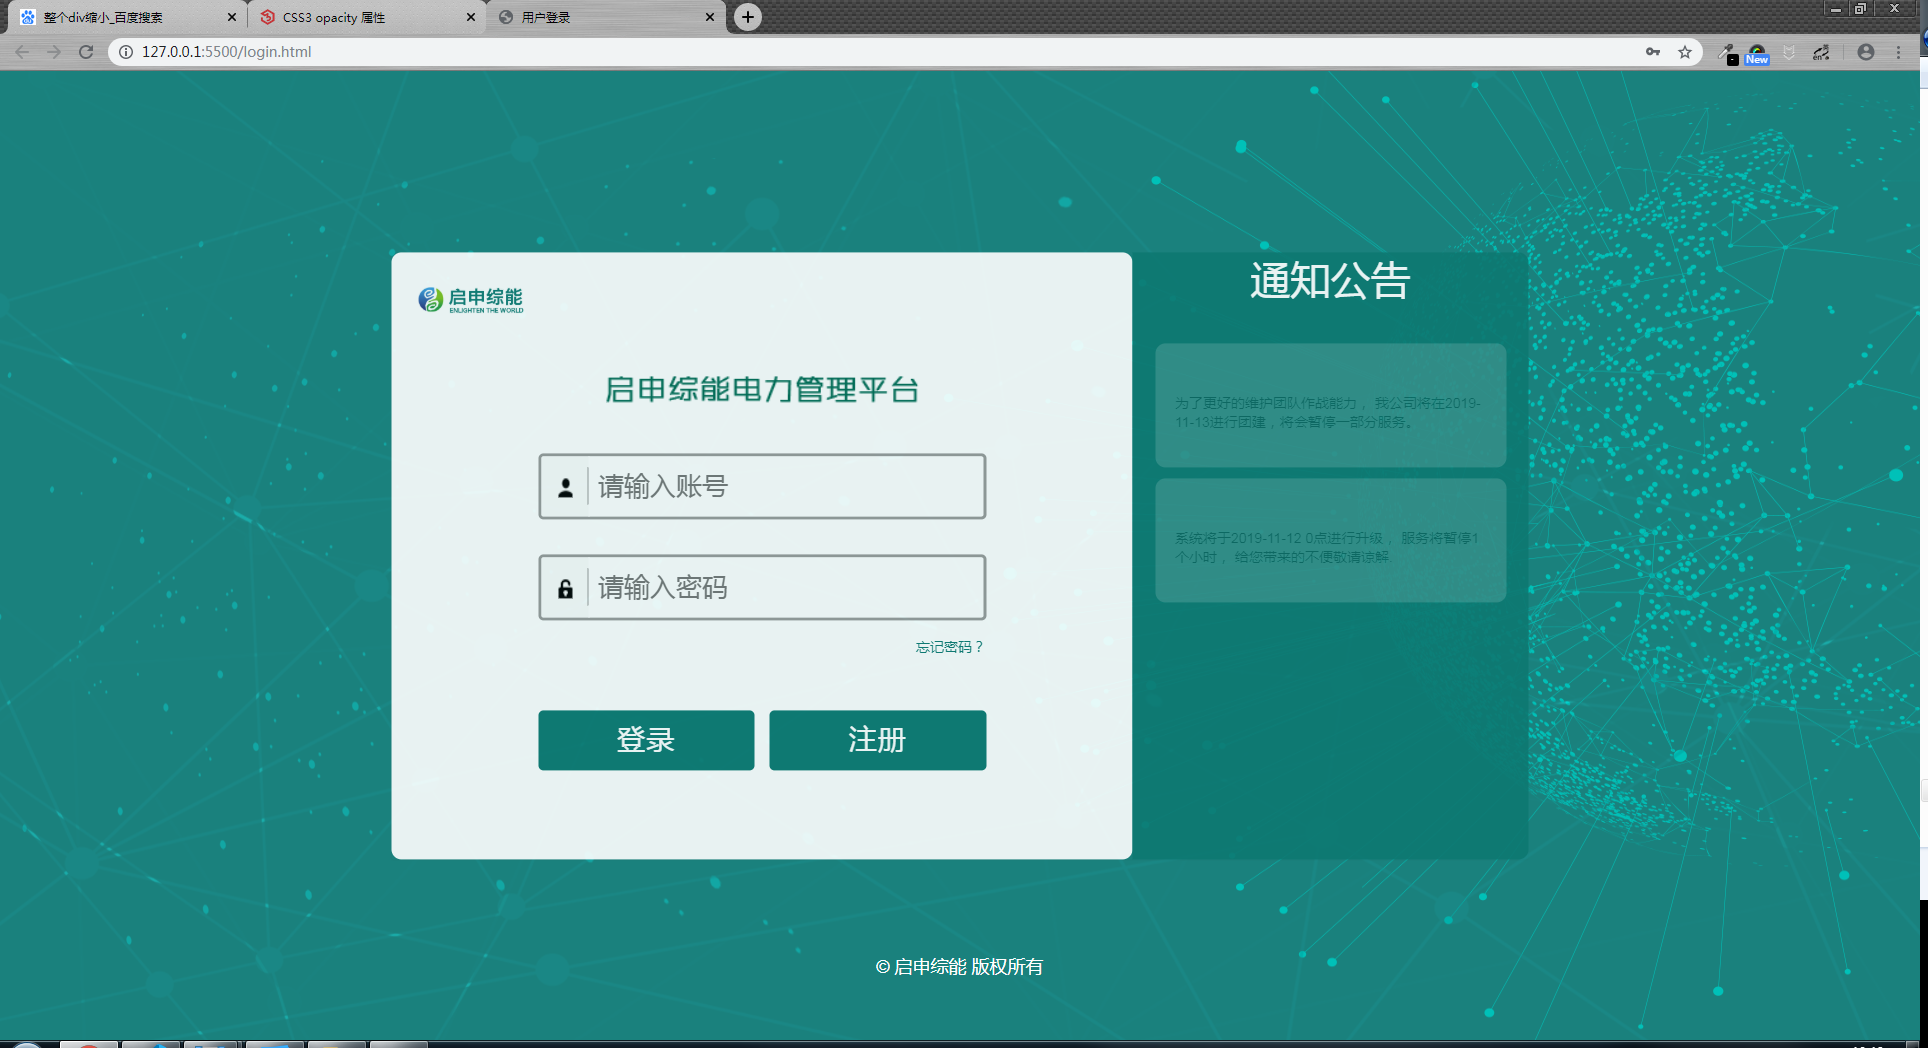 整个div缩小_百度搜索
CSS3 opacity 属性
用户登录
127.0.0.1:5500/login.html
New
en
启申综能
ENLIGHTEN THE WORLD
启申综能电力管理平台
请输入账号
请输入密码
忘记密码？
登录
注册
通知公告
为了更好的维护团队作战能力， 我公司将在2019-
11-13进行团建，将会暂停一部分服务。
系统将于2019-11-12 0点进行升级， 服务将暂停1
个小时， 给您带来的不便敬请谅解.
© 启申综能 版权所有